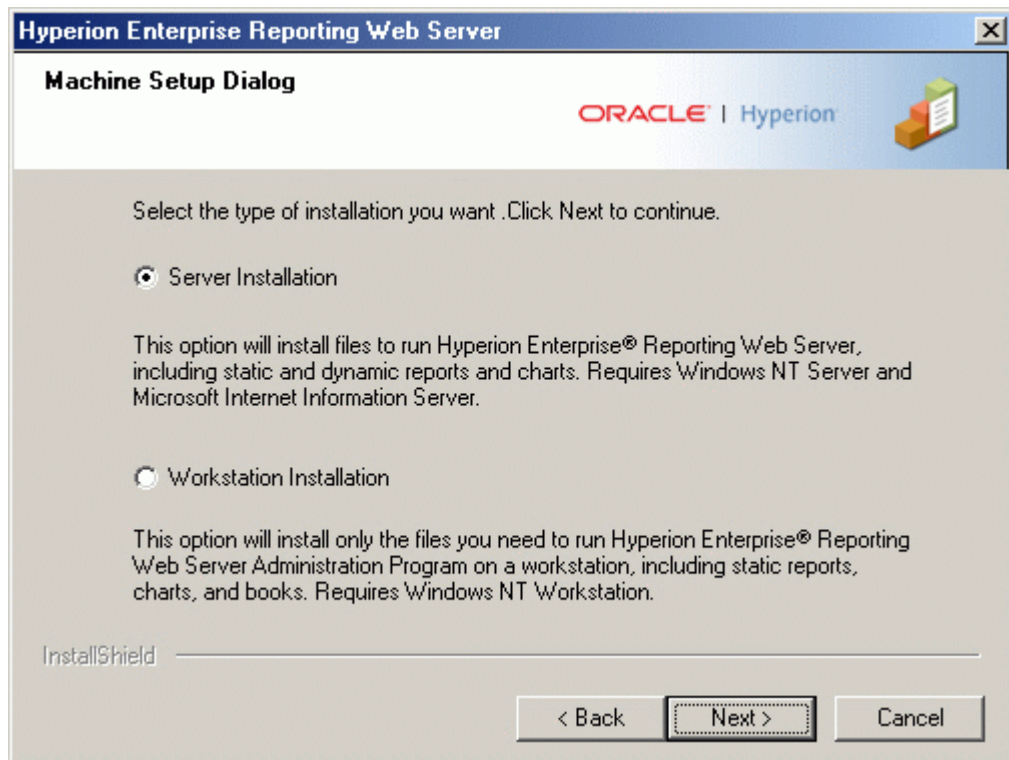 Hyperion Enterprise Reporting Web Server
Machine Setup Dialog
ORACLE | Hyperion
Select the type of installation you want .Click Next to continue.
Server Installation
This option will install files to run Hyperion Enterprise® Reporting Web Server,
including static and dynamic reports and charts. Requires Windows NT Server and
Microsoft Internet Information Server.
Workstation Installation
This option will install only the files you need to run Hyperion Enterprise® Reporting
Web Server Administration Program on a workstation, including static reports,
charts, and books. Requires Windows NT Workstation.
InstallShield
< Back Next > Cancel